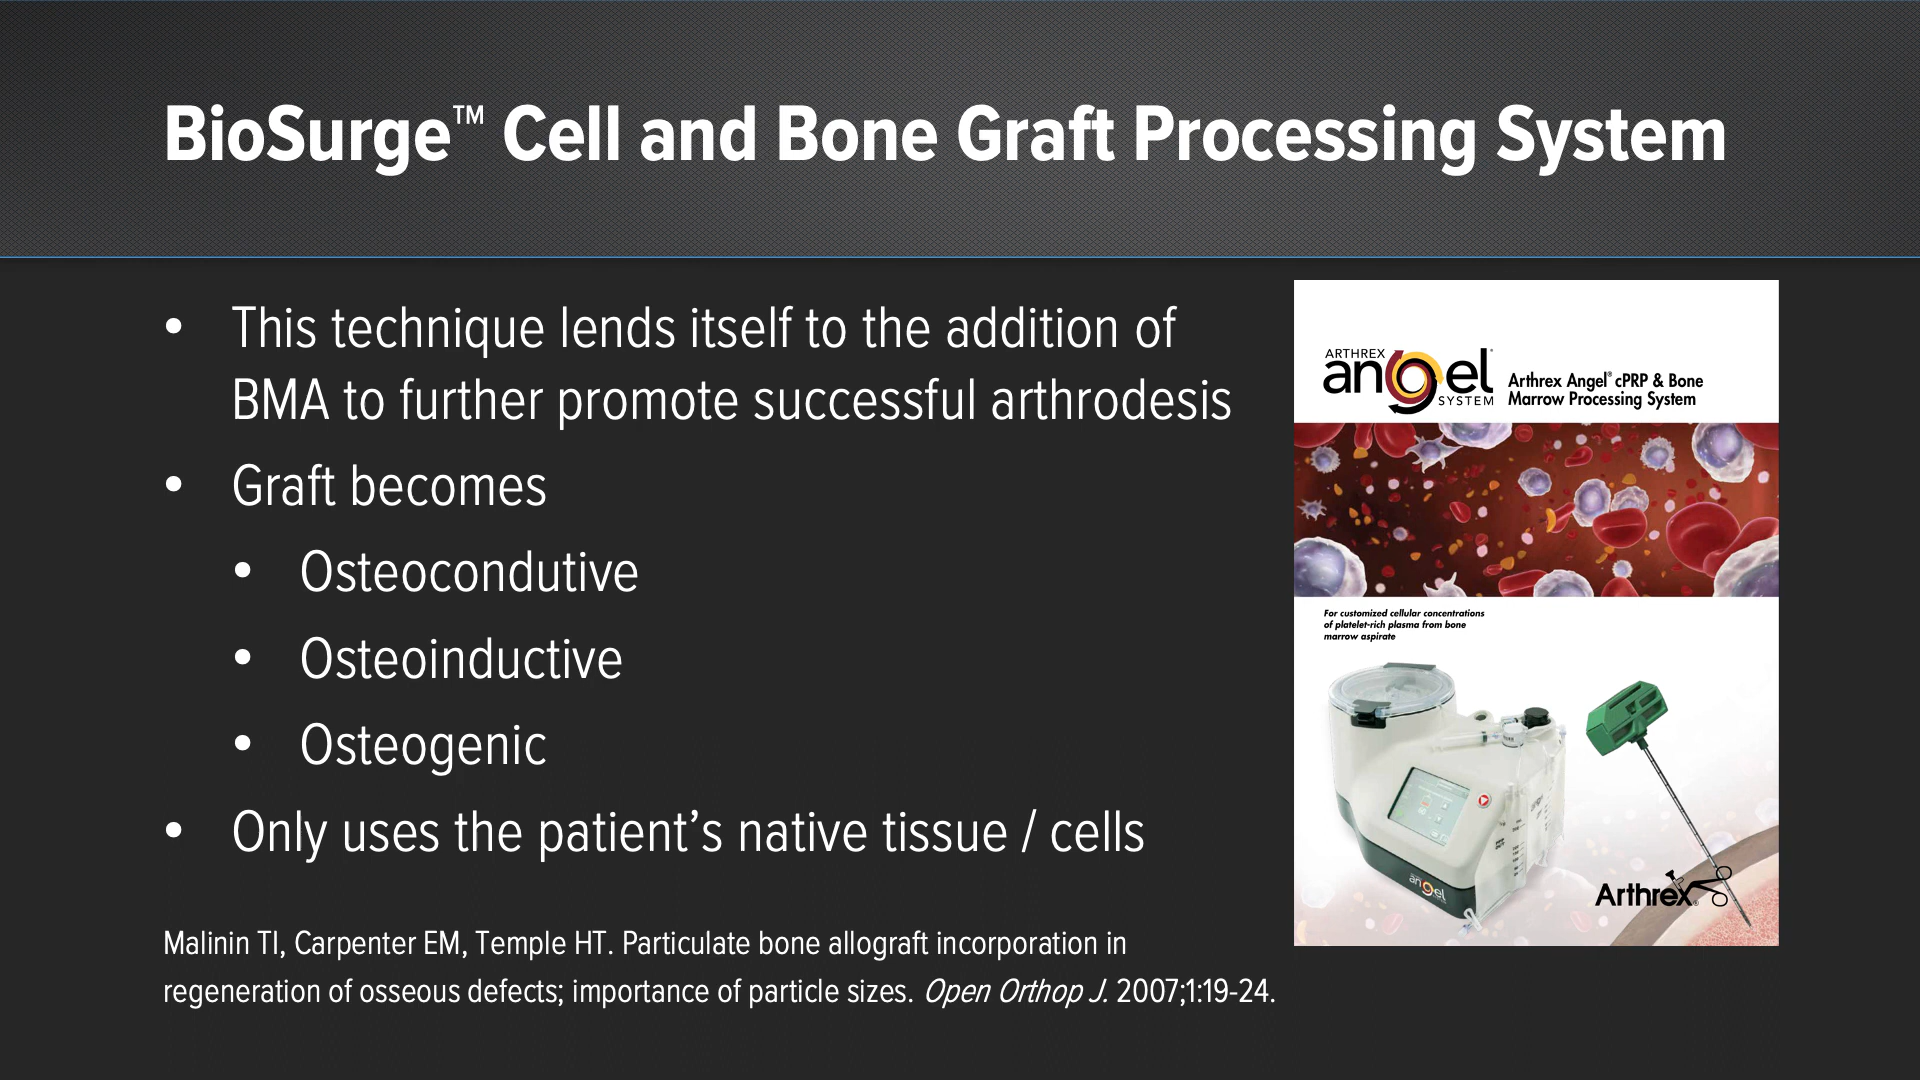 BioSurge™ Cell and Bone Graft Processing System
• This technique lends itself to the addition of
BMA to further promote successful arthrodesis
• Graft becomes
• Osteocondutive
• Osteoinductive
• Osteogenic
• Only uses the patient’s native tissue / cells
Malinin TI, Carpenter EM, Temple HT. Particulate bone allograft incorporation in
regeneration of osseous defects; importance of particle sizes. Open Orthop J. 2007;1:19-24.
ARTHREX
angel
SYSTEM
Arthrex Angel® cPRP & Bone
Marrow Processing System
For customized cellular concentrations
of platelet-rich plasma from bone
marrow aspirate
angel
Arthrex®